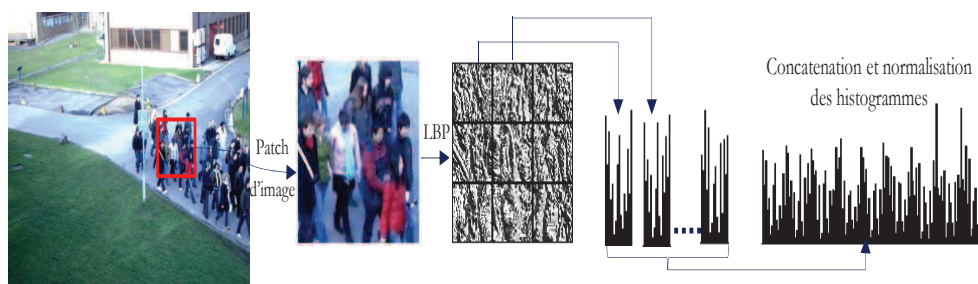 Patch
d'image
LBP
Concatenation et normalisation
des histogrammes